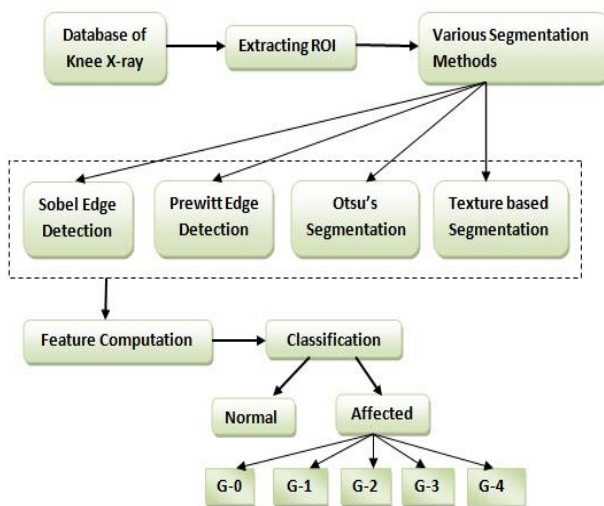 Database of
Knee X-ray
Extracting ROI
Various Segmentation
Methods
Sobel Edge
Detection
Prewitt Edge
Detection
Otsu's
Segmentation
Texture based
Segmentation
Feature Computation
Classification
Normal
Affected
G-0
G-1
G-2
G-3
G-4